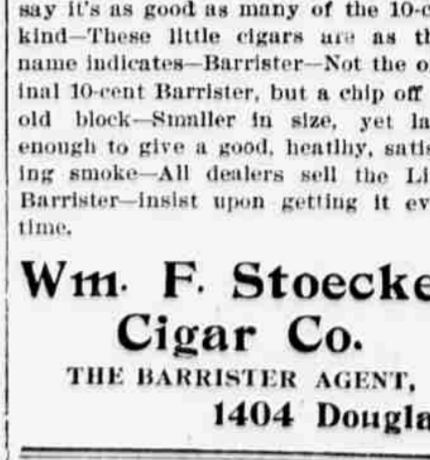 say it's as good as many of the 10-c
kind—These little cigars are as th
name indicates—Barrister—Not the o
inal 10-cent Barrister, but a chip off
old block—Smaller in size, yet la
enough to give a good, heatlhy, satis
ing smoke—All dealers sell the Li
Barrister—insist upon getting it ev
time.
Wm. F. Stoecke
Cigar Co.
THE BARRISTER AGENT,
1404 Dougla